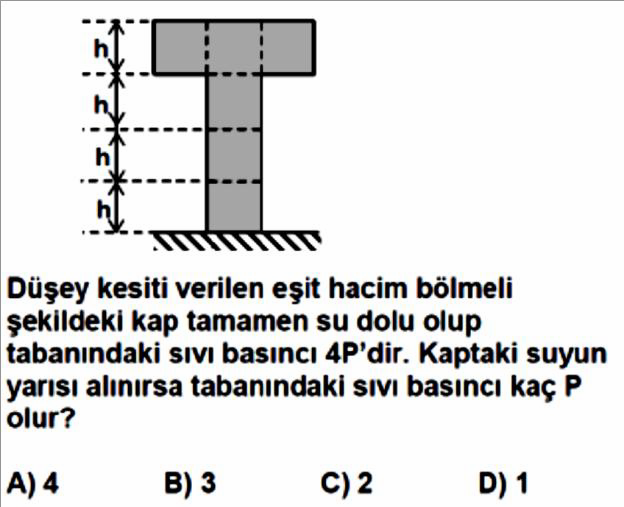 h
h
h
h
Düşey kesiti verilen eşit hacim bölmeli
şekildeki kap tamamen su dolu olup
tabanındaki sıvı basıncı 4P'dir. Kaptaki suyun
yarısı alınırsa tabanındaki sıvı basıncı kaç P
olur?
A) 4 B) 3 C) 2 D) 1